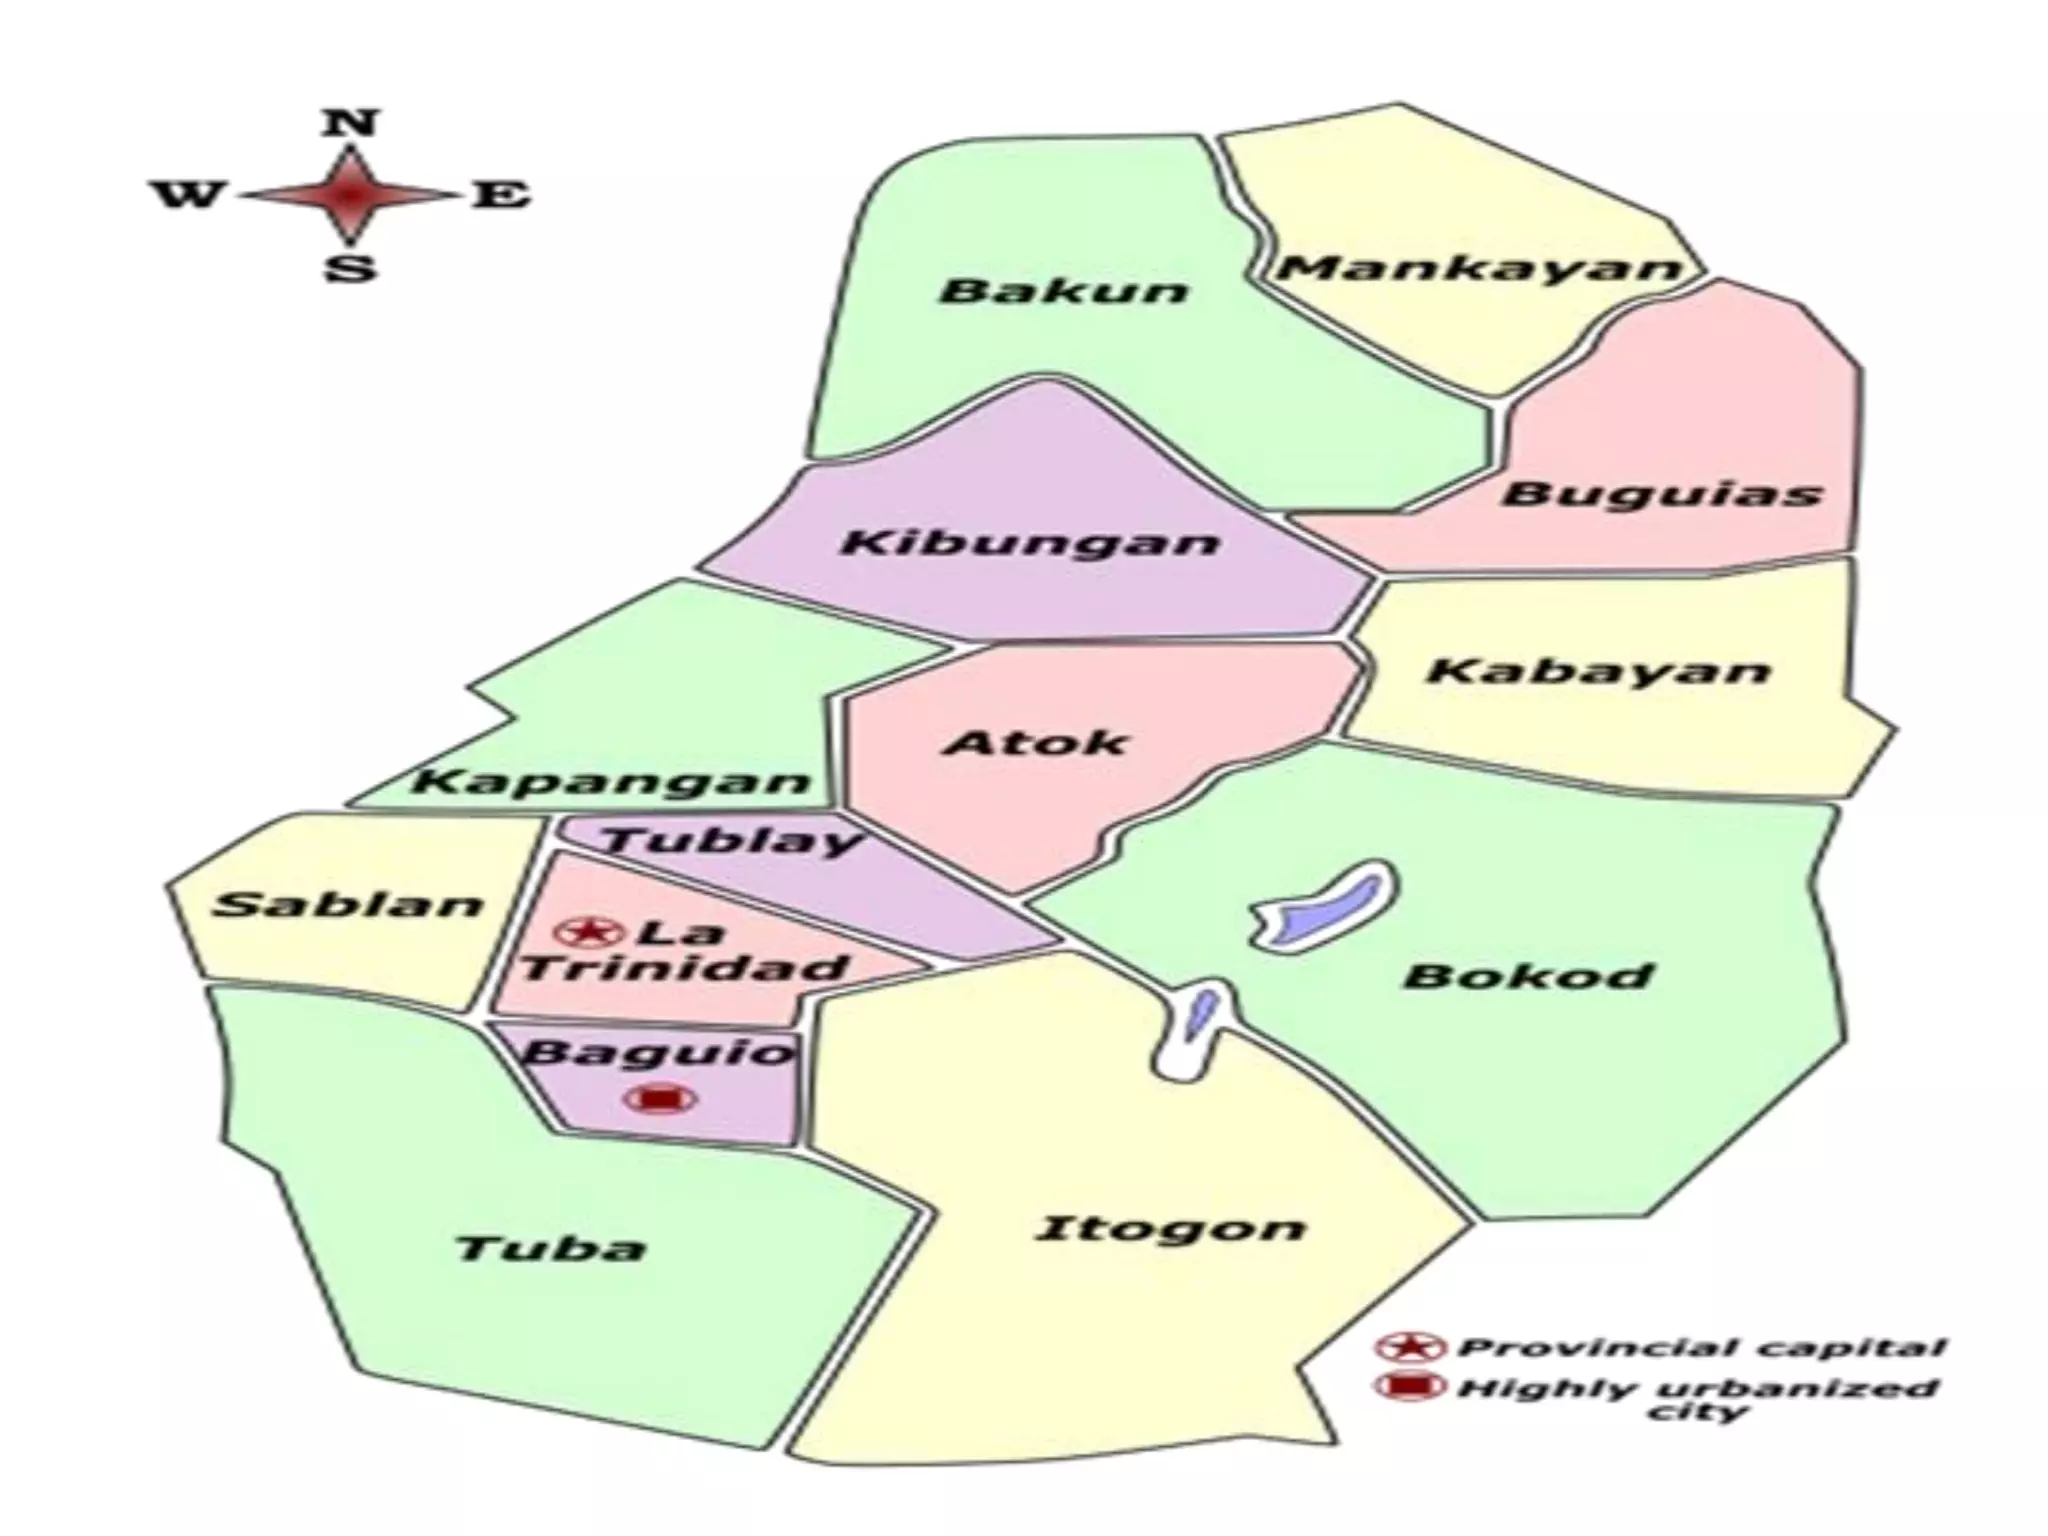 N
W E
S
Mankayan
Bakun
Buguias
Kibungan
Kabayan
Atok
Kapangan
Tublay
Sablan
La
Trinidad
Bokod
Baguio
Itogon
Tuba
Provincial capital
Highly urbanized
city